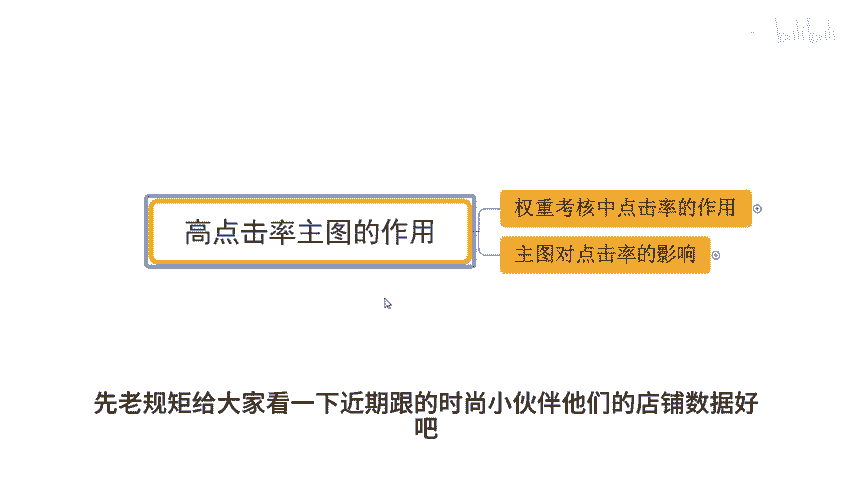 bilibili
权重考核中点击率的作用
高点击率主图的作用
主图对点击率的影响
先老规矩给大家看一下近期跟的时尚小伙伴他们的店铺数据好
吧